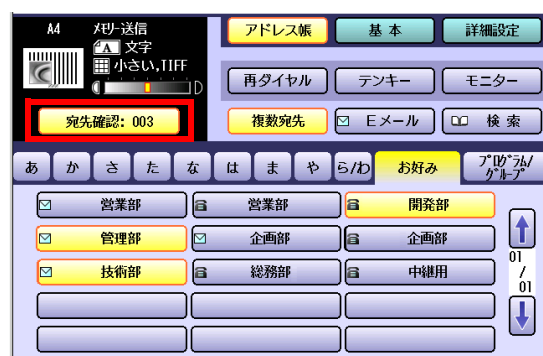 A4 ﾒﾓﾘｰ送信
A 文字
小さい,TIFF
D
宛先確認: 003
アドレス帳 基本 詳細設定
再ダイヤル テンキー モニター
複数宛先 Eメール 検索
あ か さ た な は ま や ら/わ お好み ﾌﾟﾛｸﾞﾗﾑ/
ｸﾞﾙｰﾌﾟ
営業部 営業部 開発部
管理部 企画部 企画部
技術部 総務部 中継用
01
/
01